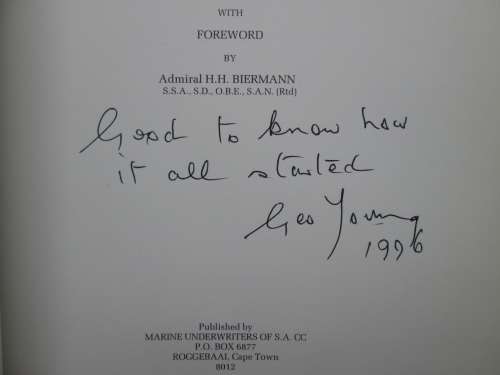 WITH
FOREWORD
BY
Admiral H.H. BIERMANN
S.S.A., S.D., O.B.E., S.A.N. (Rtd)
Good to know how
it all started
Geo Young
1996
Published by
MARINE UNDERWRITERS OF S.A. CC
P.O. BOX 6877
ROGGEBAAI, Cape Town
8012